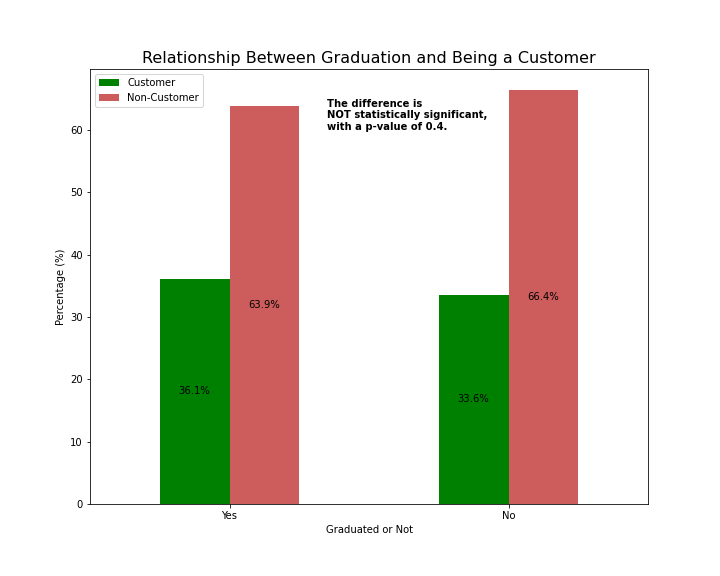 Relationship Between Graduation and Being a Customer
Customer
Non-Customer
The difference is
NOT statistically significant,
with a p-value of 0.4.
Percentage (%)
60
50
40
30
20
10
0
36.1%
63.9%
33.6%
66.4%
Yes
No
Graduated or Not